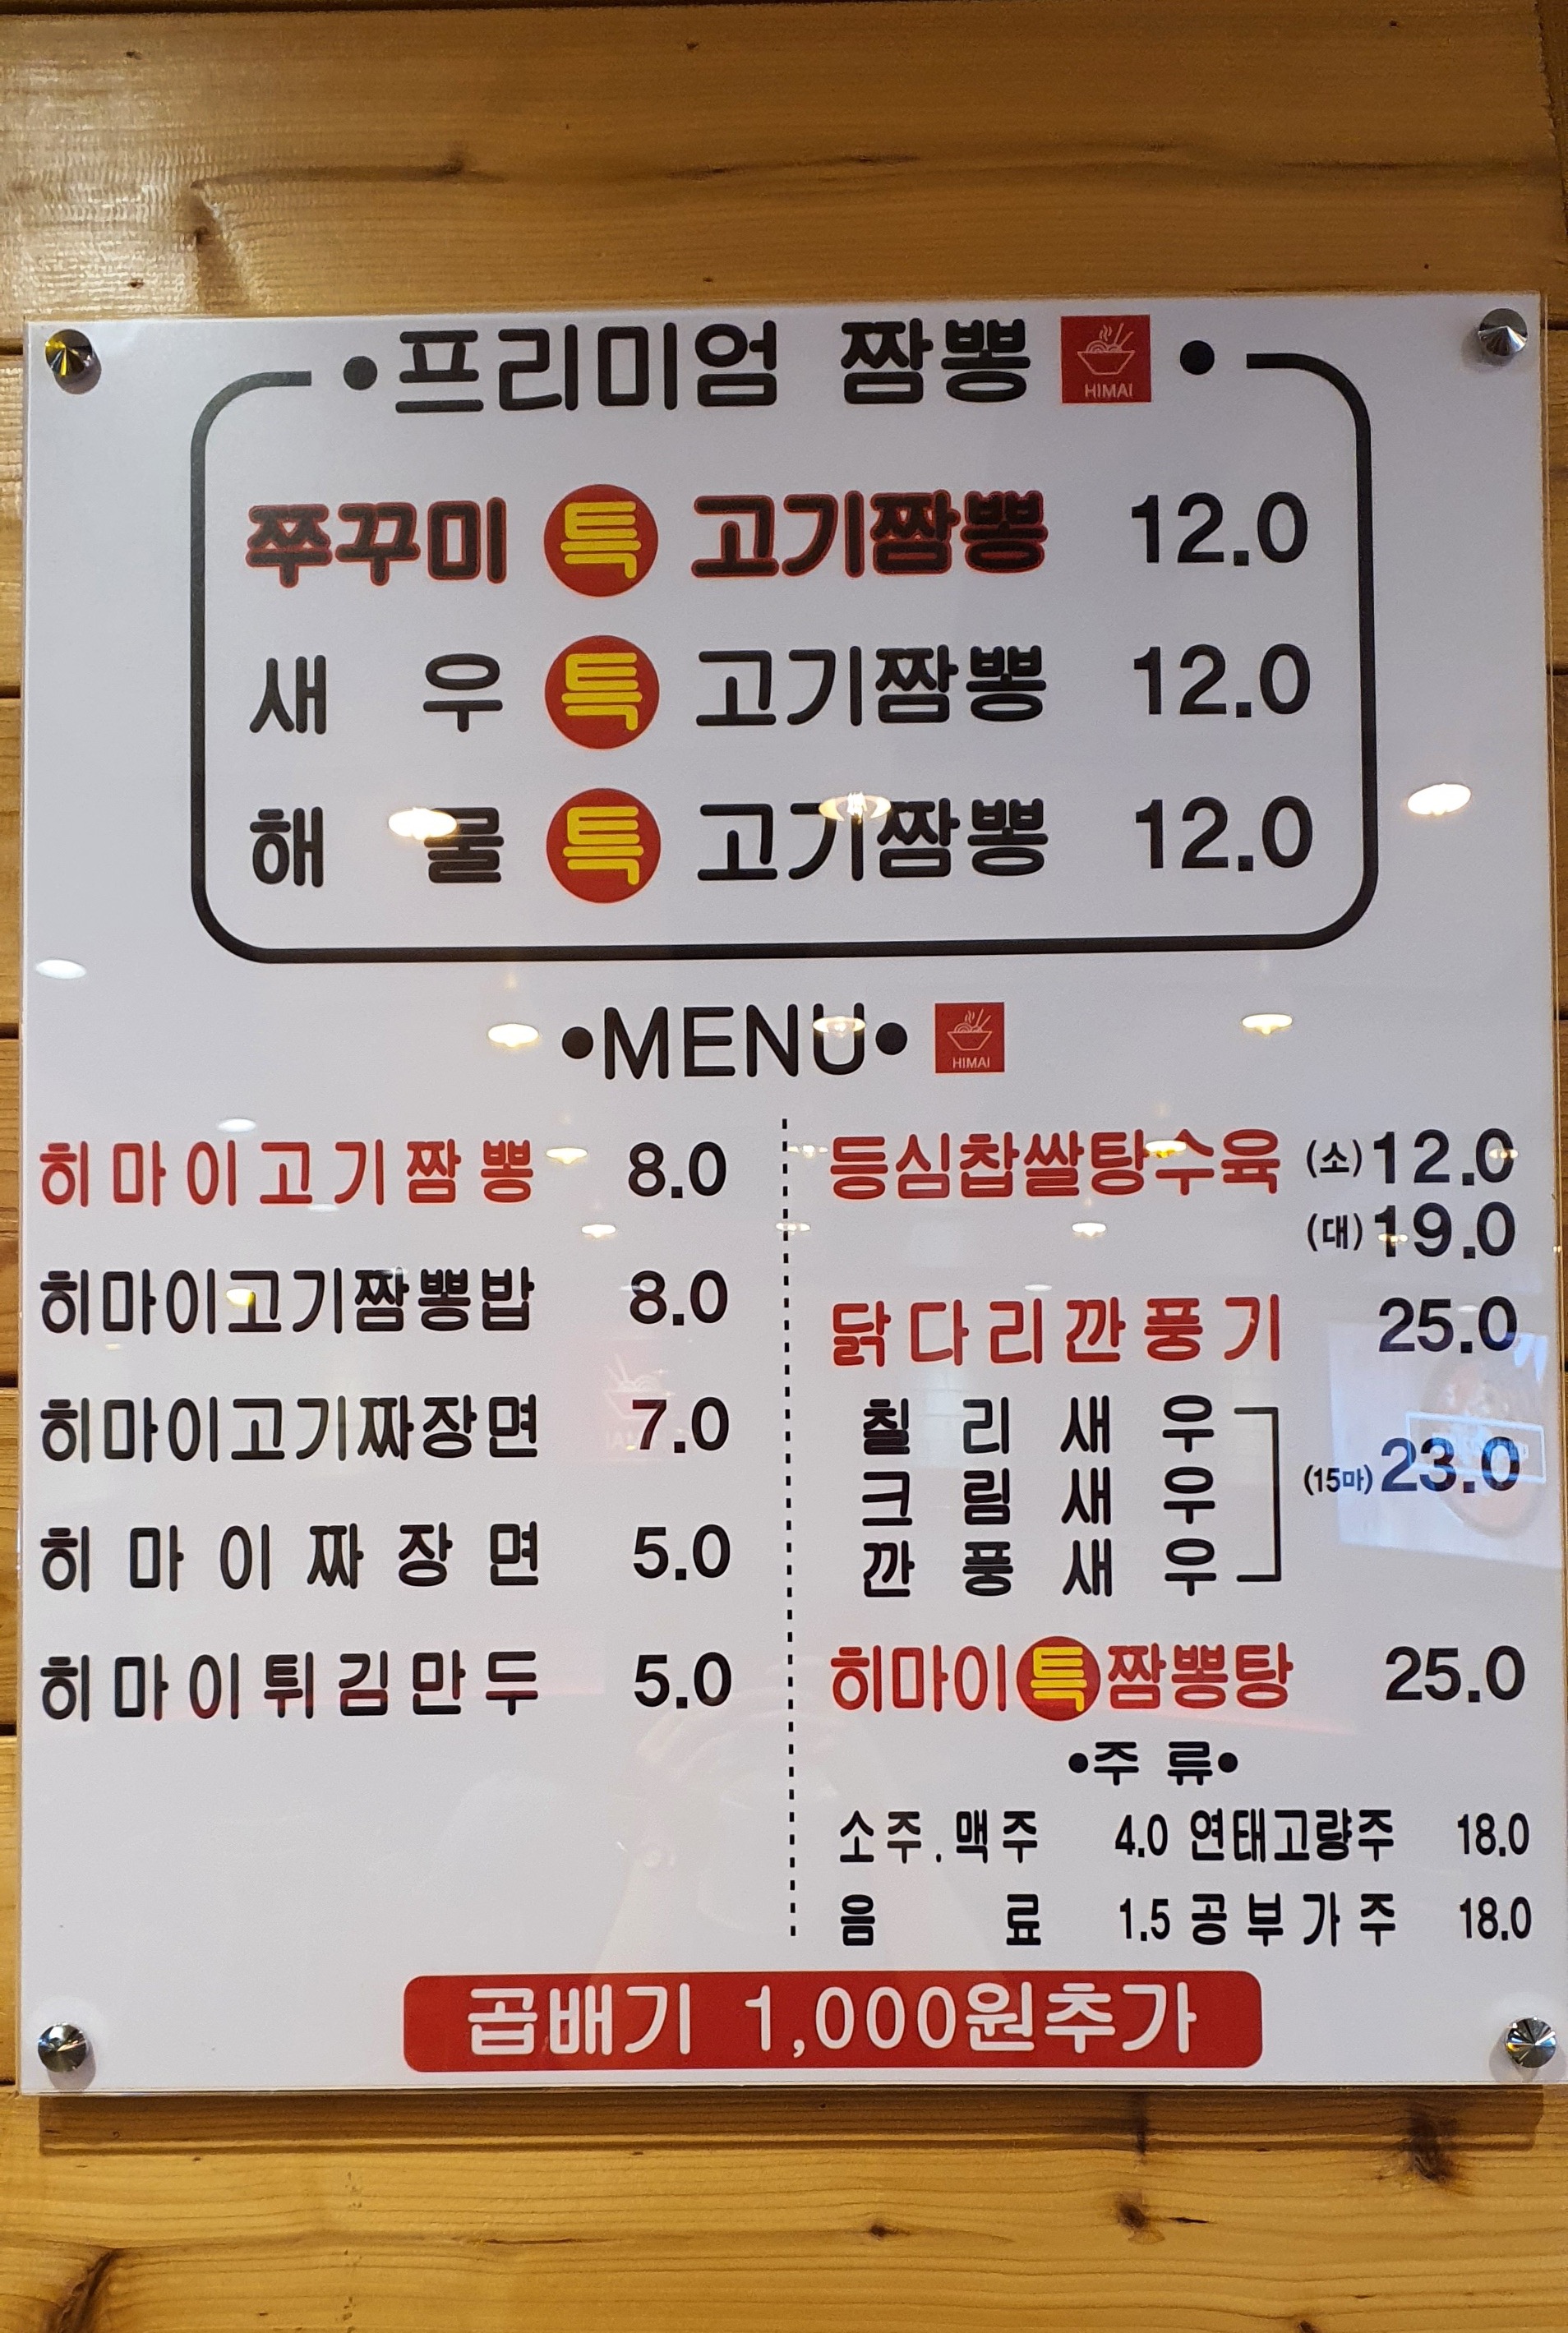 •프리미엄 짬뽕 HIMAI •
쭈꾸미 특 고기짬뽕 12.0
새우 특 고기짬뽕 12.0
해물 특 고기짬뽕 12.0
•MENU• HIMAI
히마이고기짬뽕 8.0
히마이고기짬뽕밥 8.0
히마이고기짜장면 7.0
히마이짜장면 5.0
히마이튀김만두 5.0
등심찹쌀탕수육 (소)12.0
(대)19.0
닭다리깐풍기 25.0
칠리새우
크림새우 (15마)23.0
깐풍새우
히마이특짬뽕탕 25.0
•주류•
소주.맥주 4.0 연태고량주 18.0
음료 1.5 공부가주 18.0
곱배기 1,000원추가